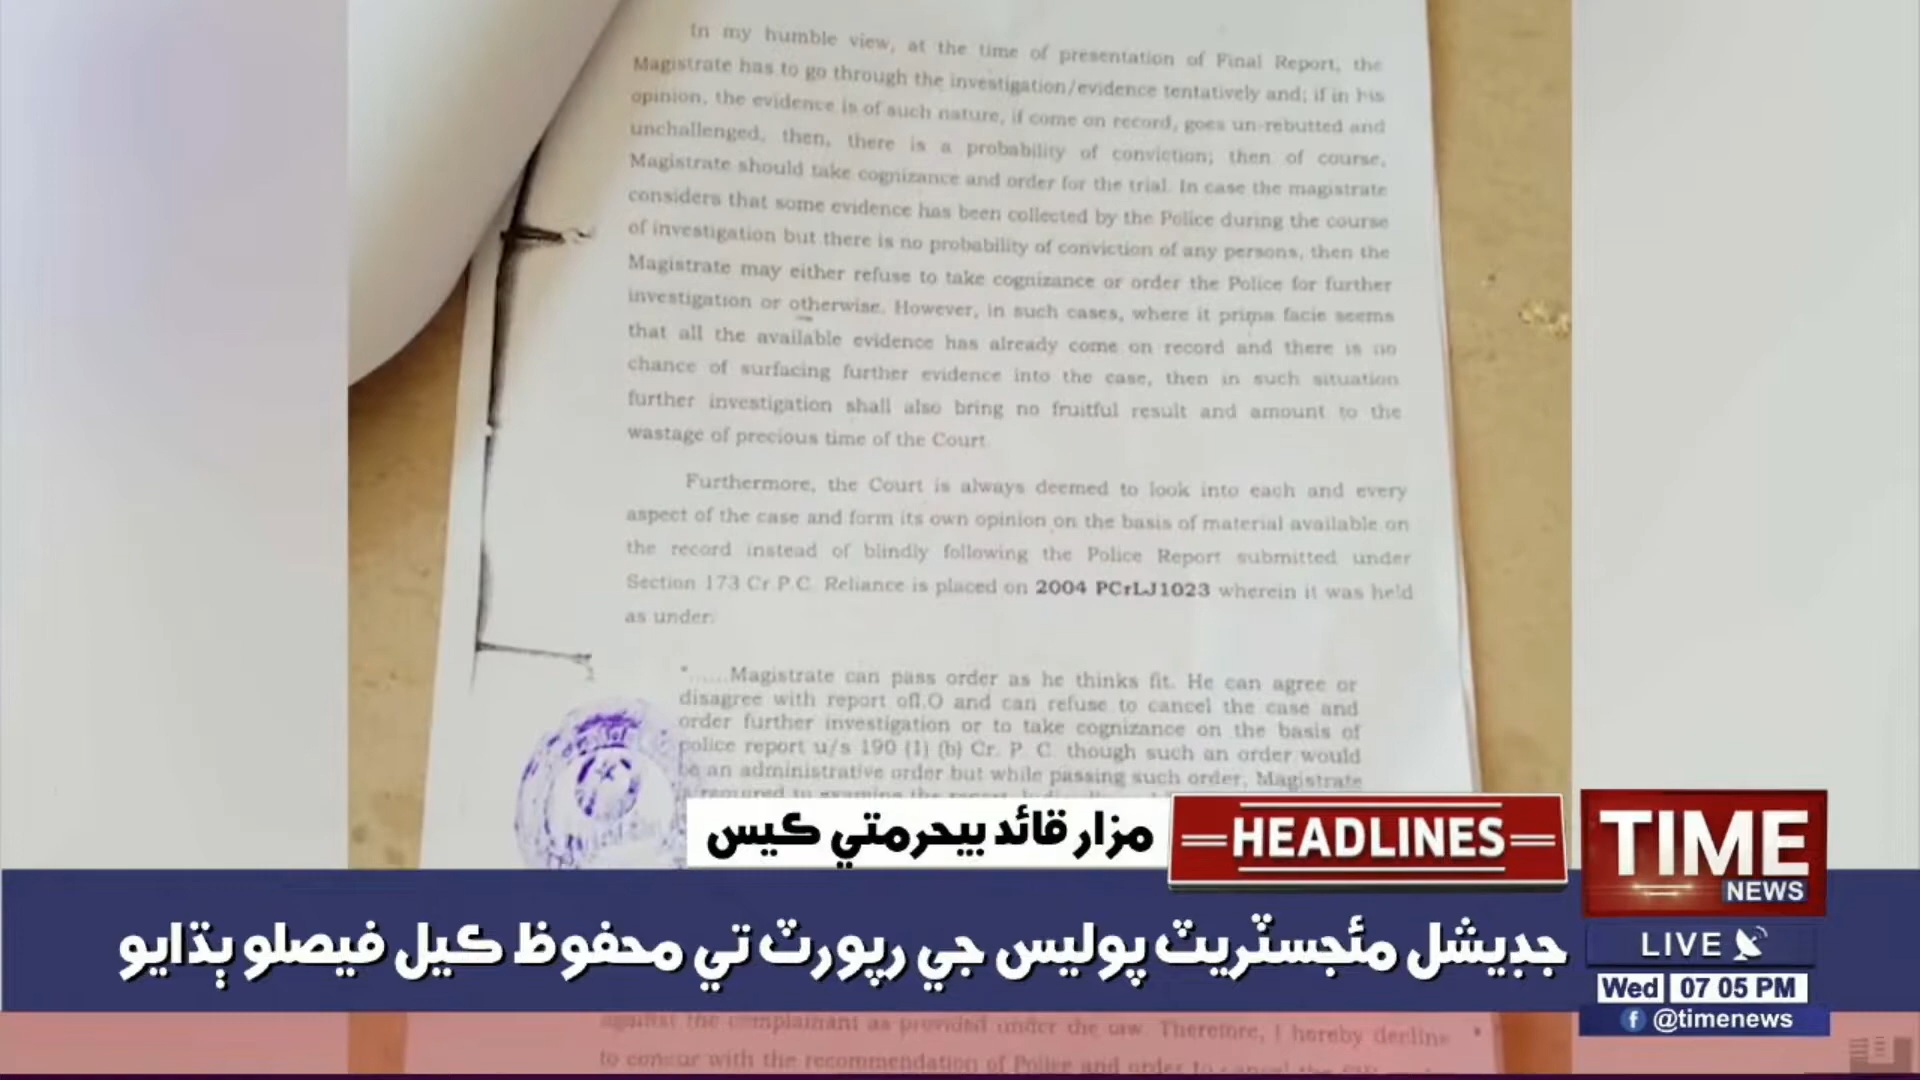 In my humble view, at the time of presentation of Final Report, the
Magistrate has to go through the investigation/evidence tentatively and; if in his
opinion, the evidence is of such nature, if come on record, goes un-rebutted and
unchallenged, then, there is a probability of conviction; then of course,
Magistrate should take cognizance and order for the trial. In case the magistrate
considers that some evidence has been collected by the Police during the course
of investigation but there is no probability of conviction of any persons, then the
Magistrate may either refuse to take cognizance or order the Police for further
investigation or otherwise. However, in such cases, where it prima facie seems
that all the available evidence has already come on record and there is no
chance of surfacing further evidence into the case, then in such situation
further investigation shall also bring no fruitful result and amount to the
wastage of precious time of the Court
Furthermore, the Court is always deemed to look into each and every
aspect of the case and form its own opinion on the basis of material available on
the record instead of blindly following the Police Report submitted under
Section 173 Cr.P.C. Reliance is placed on 2004 PCrLJ1023 wherein it was held
as under:
"......Magistrate can pass order as he thinks fit. He can agree or
disagree with report ofI.O and can refuse to cancel the case and
order further investigation or to take cognizance on the basis of
police report u/s 190 (1) (b) Cr. P. C. though such an order would
be an administrative order but while passing such order, Magistrate
مزار قائد بيحرمتي ڪيس
HEADLINES
TIME
NEWS
جڊيشل مئجسٽريٽ پوليس جي رپورٽ تي محفوظ ڪيل فيصلو ٻڌايو
LIVE
Wed 07 05 PM
@timenews
against the complainant as provided under the law. Therefore, I hereby decline
to concur with the recommendation of Police and order to cancel the